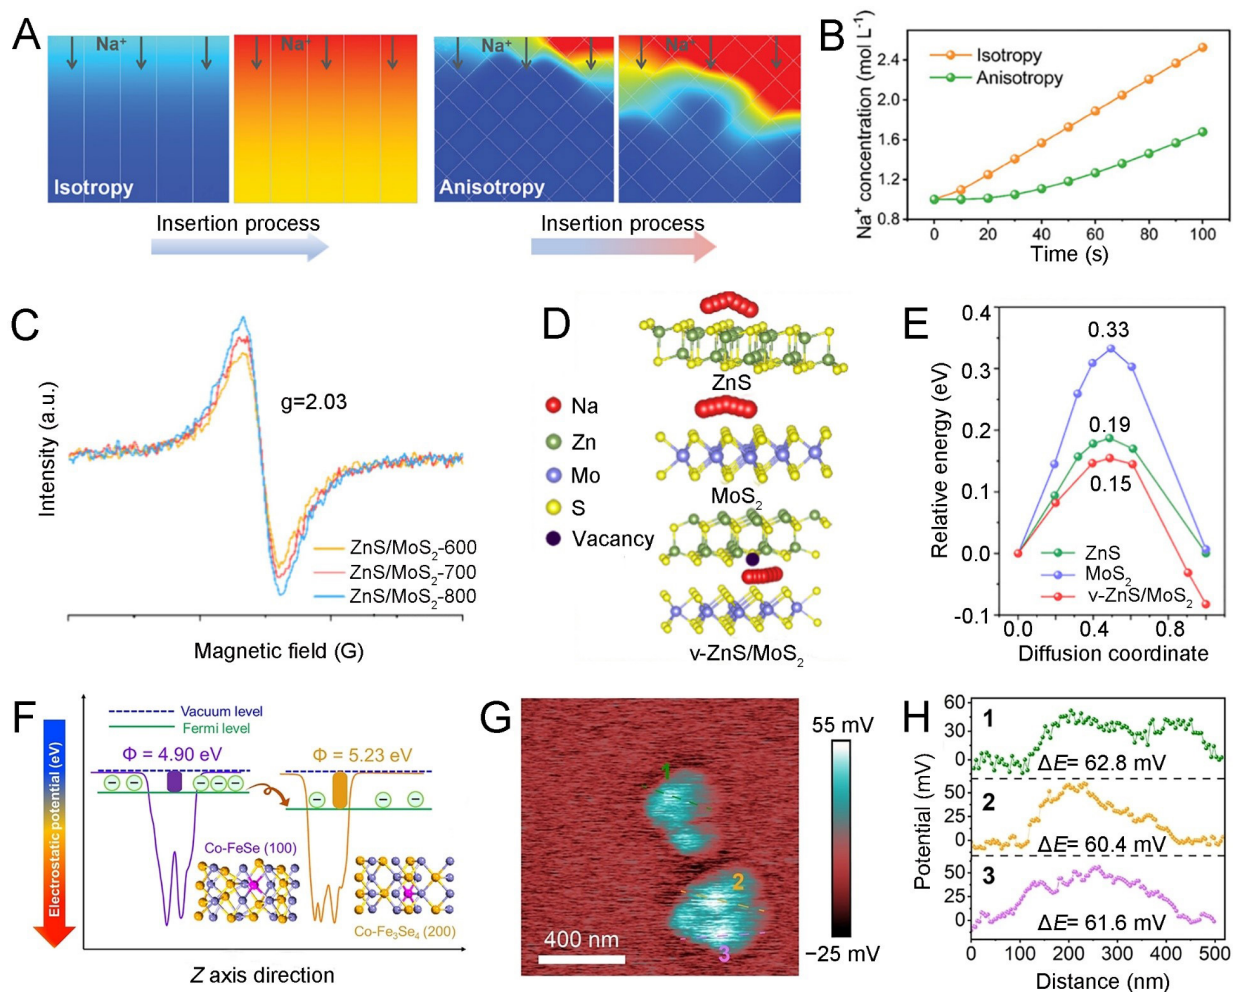 A
Na⁺
Na⁺
Isotropy
Insertion process
Na⁺
Na⁺
Anisotropy
Insertion process
B
Na⁺ concentration (mol L⁻¹)
2.4
2.0
1.6
1.2
0.8
Isotropy
Anisotropy
0 20 40 60 80 100
Time (s)
C
Intensity (a.u.)
g=2.03
ZnS/MoS₂-600
ZnS/MoS₂-700
ZnS/MoS₂-800
Magnetic field (G)
D
Na
Zn
Mo
S
Vacancy
ZnS
MoS₂
v-ZnS/MoS₂
E
Relative energy (eV)
0.4
0.3
0.2
0.1
0.0
-0.1
0.33
0.19
0.15
ZnS
MoS₂
v-ZnS/MoS₂
0.0 0.4 0.8
Diffusion coordinate
F
Electrostatic potential (eV)
Vacuum level
Fermi level
Φ = 4.90 eV
Φ = 5.23 eV
Co-FeSe (100)
Co-Fe₃Se₄ (200)
Z axis direction
G
1
2
3
400 nm
55 mV
−25 mV
H
Potential (mV)
60
30
0
1
ΔE= 62.8 mV
50
25
0
2
ΔE= 60.4 mV
50
25
0
3
ΔE= 61.6 mV
0 100 200 300 400 500
Distance (nm)